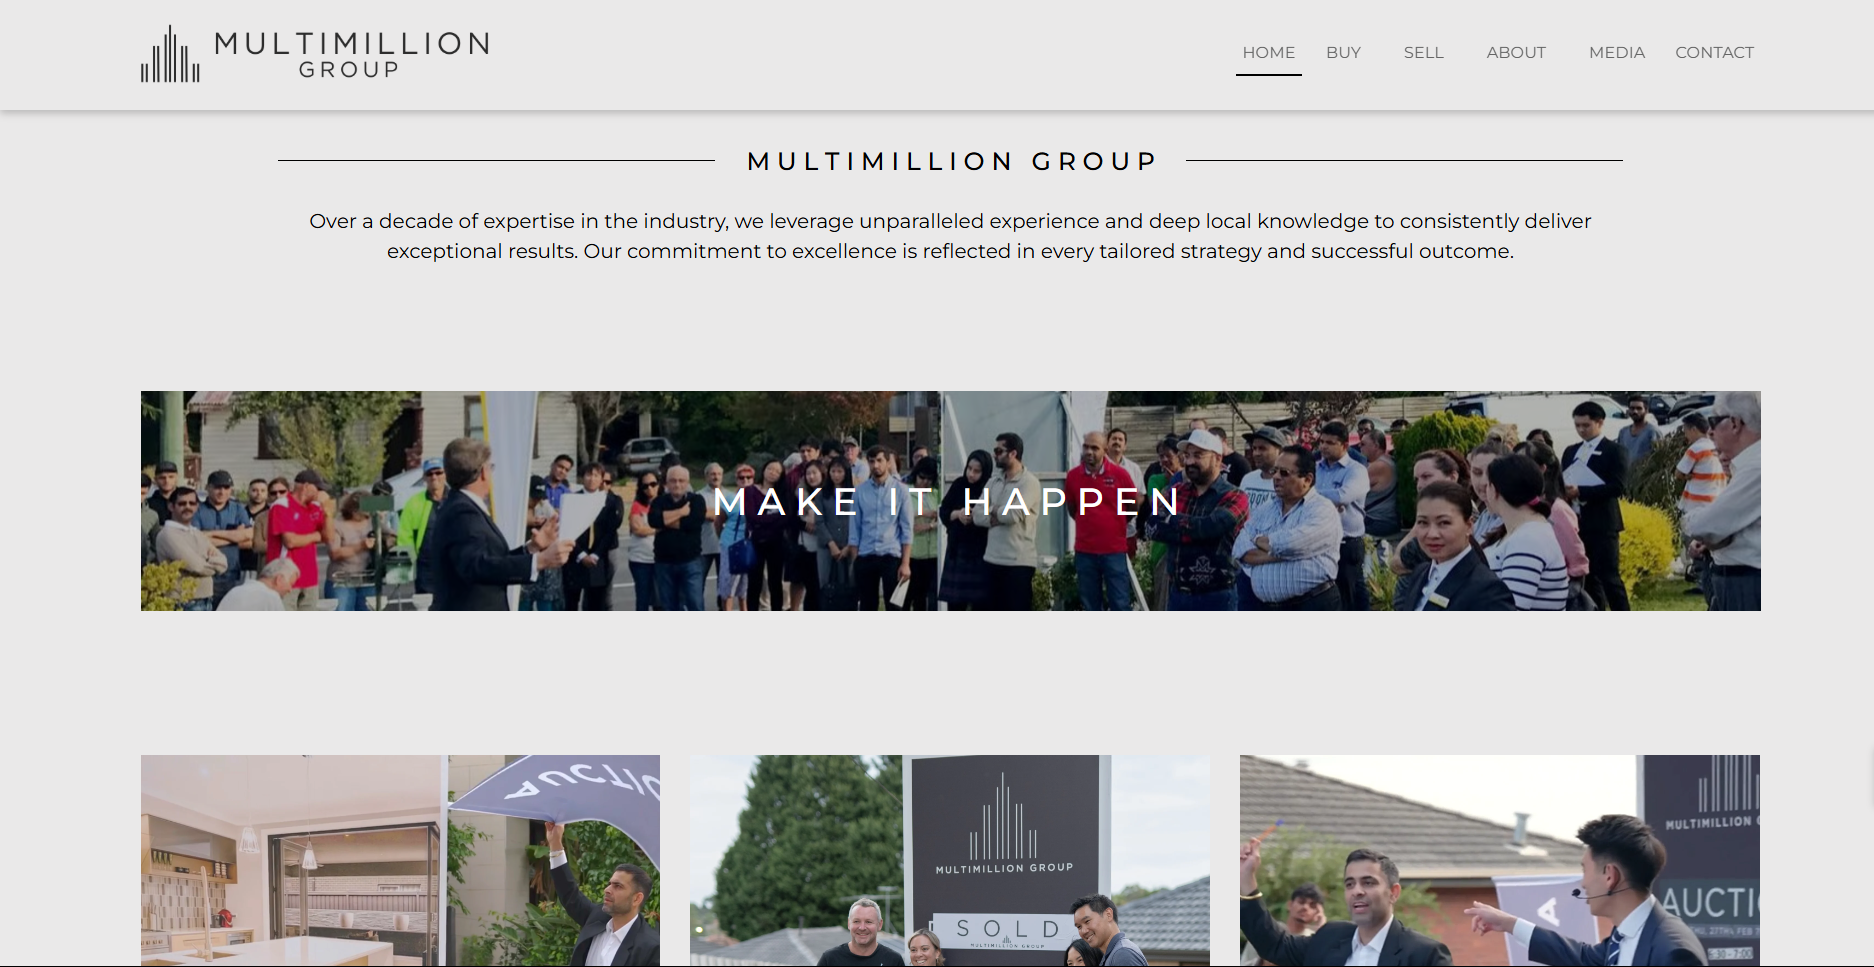 MULTIMILLION
GROUP
HOME BUY SELL ABOUT MEDIA CONTACT
MULTIMILLION GROUP
Over a decade of expertise in the industry, we leverage unparalleled experience and deep local knowledge to consistently deliver
exceptional results. Our commitment to excellence is reflected in every tailored strategy and successful outcome.
MAKE IT HAPPEN
AUCTIO
MULTIMILLION GROUP
SOLD
MULTIMILLION GROUP
MULTIMILLION G
A
AUCTI